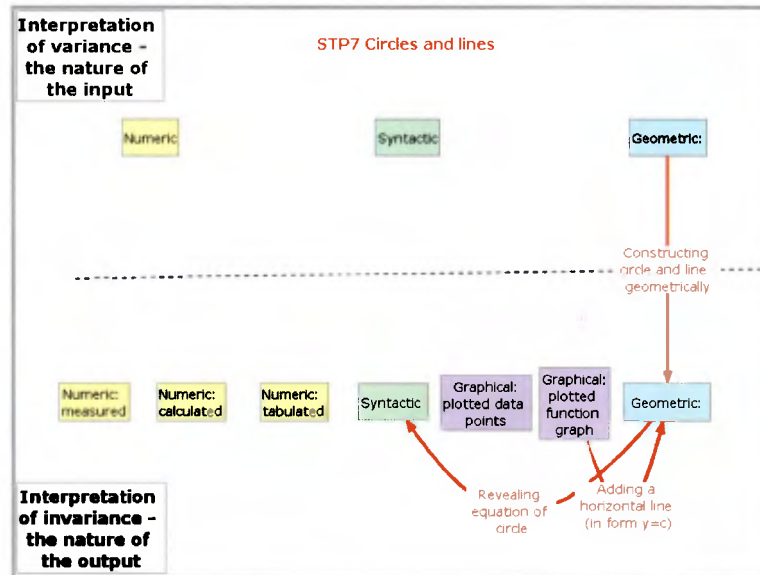 Interpretation
of variance –
the nature of
the input
STP7 Circles and lines
Numeric
Syntactic
Geometric:
Constructing
circle and line
geometrically
Numeric:
measured
Numeric:
calculated
Numeric:
tabulated
Syntactic
Graphical:
plotted data
points
Graphical:
plotted
function
graph
Geometric:
Revealing
equation of
circle
Adding a
horizontal line
(in form y=c)
Interpretation
of invariance –
the nature of
the output